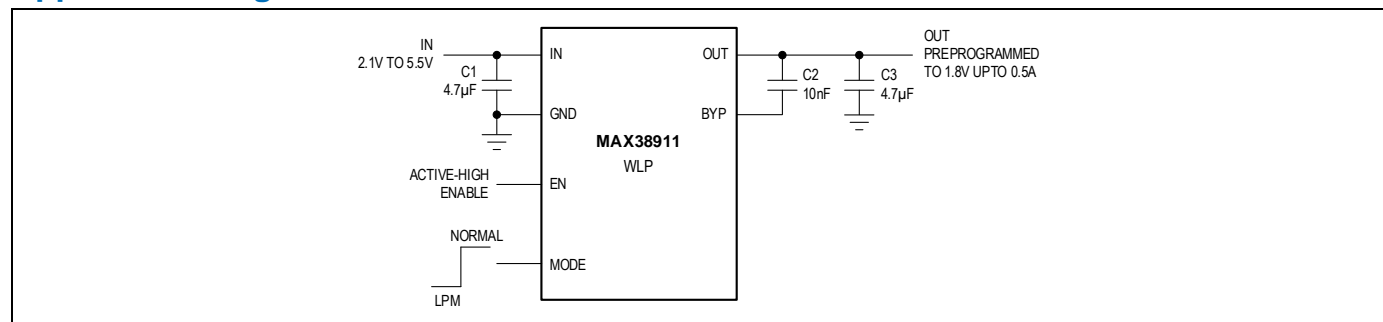 IN
2.1V TO 5.5V
C1
4.7µF
IN
GND
EN
MODE
ACTIVE-HIGH
ENABLE
NORMAL
LPM
MAX38911
WLP
OUT
BYP
C2
10nF
C3
4.7µF
OUT
PREPROGRAMMED
TO 1.8V UPTO 0.5A